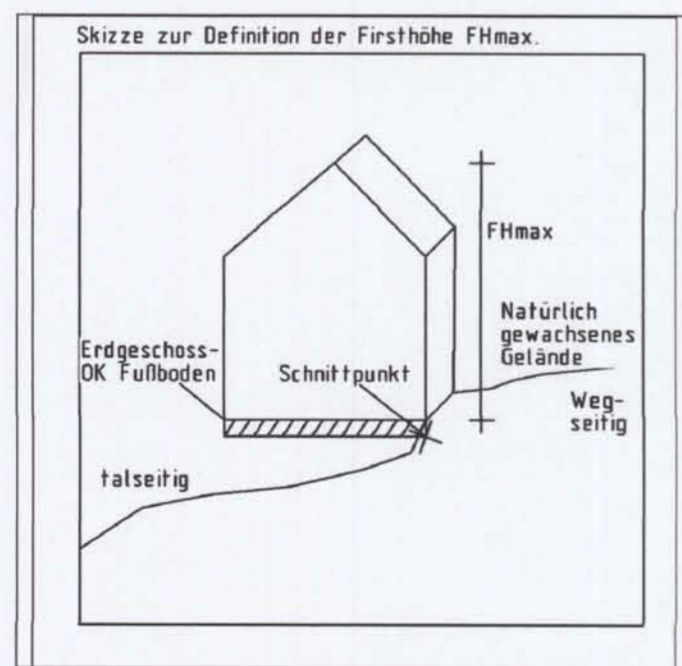 Skizze zur Definition der Firsthöhe FHmax.
FHmax
Natürlich
gewachsenes
Gelände
Erdgeschoss-
OK Fußboden
Schnittpunkt
Weg-
seitig
talseitig